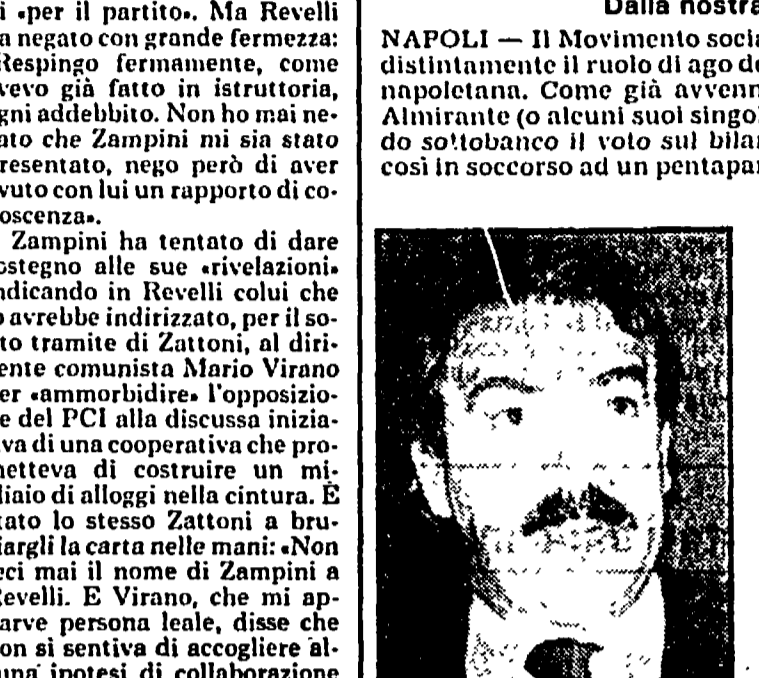 i «per il partito». Ma Revelli
a negato con grande fermezza:
Respingo fermamente, come
vevo già fatto in istruttoria,
gni addebbito. Non ho mai ne-
ato che Zampini mi sia stato
resentato, nego però di aver
vuto con lui un rapporto di co-
oscenza».
Zampini ha tentato di dare
ostegno alle sue «rivelazioni»
ndicando in Revelli colui che
o avrebbe indirizzato, per il so-
to tramite di Zattoni, al diri-
ente comunista Mario Virano
er «ammorbidire» l'opposizio-
e del PCI alla discussa inizia-
va di una cooperativa che pro-
etteva di costruire un mi-
liaio di alloggi nella cintura. È
tato lo stesso Zattoni a bru-
iargli la carta nelle mani: «Non
eci mai il nome di Zampini a
Revelli. E Virano, che mi ap-
arve persona leale, disse che
on si sentiva di accogliere al-
una ipotesi di collaborazione
Dalla nostra
NAPOLI — Il Movimento socia
distintamente il ruolo di ago de
napoletana. Come già avvenn
Almirante (o alcuni suoi singol
do sottobanco il voto sul bilan
così in soccorso ad un pentapar